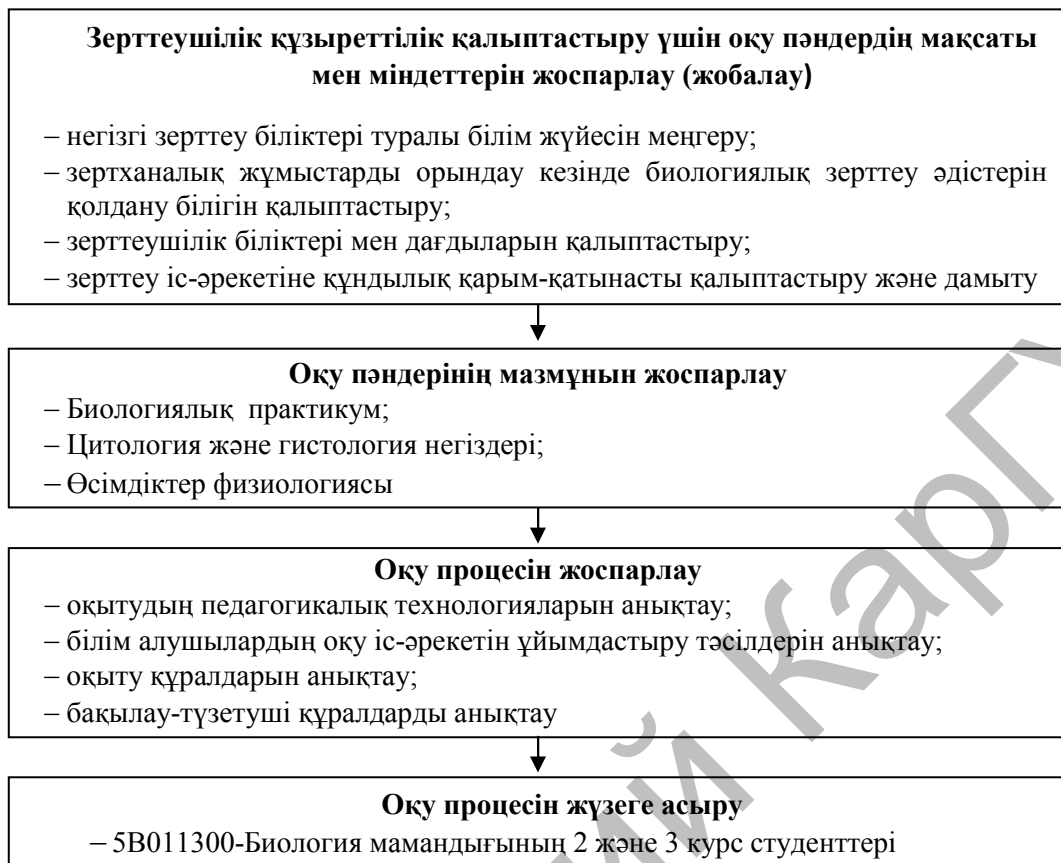 Зерттеушілік құзыреттілік қалыптастыру үшін оқу пәндердің мақсаты
мен міндеттерін жоспарлау (жобалау)
– негізгі зерттеу біліктері туралы білім жүйесін меңгеру;
– зертханалық жұмыстарды орындау кезінде биологиялық зерттеу әдістерін
қолдану білігін қалыптастыру;
– зерттеушілік біліктері мен дағдыларын қалыптастыру;
– зерттеу іс-әрекетіне құндылық қарым-қатынасты қалыптастыру және дамыту
Оқу пәндерінің мазмұнын жоспарлау
– Биологиялық практикум;
– Цитология және гистология негіздері;
– Өсімдіктер физиологиясы
Оқу процесін жоспарлау
– оқытудың педагогикалық технологияларын анықтау;
– білім алушылардың оқу іс-әрекетін ұйымдастыру тәсілдерін анықтау;
– оқыту құралдарын анықтау;
– бақылау-түзетуші құралдарды анықтау
Оқу процесін жүзеге асыру
– 5В011300-Биология мамандығының 2 және 3 курс студенттері
ий КарГУ